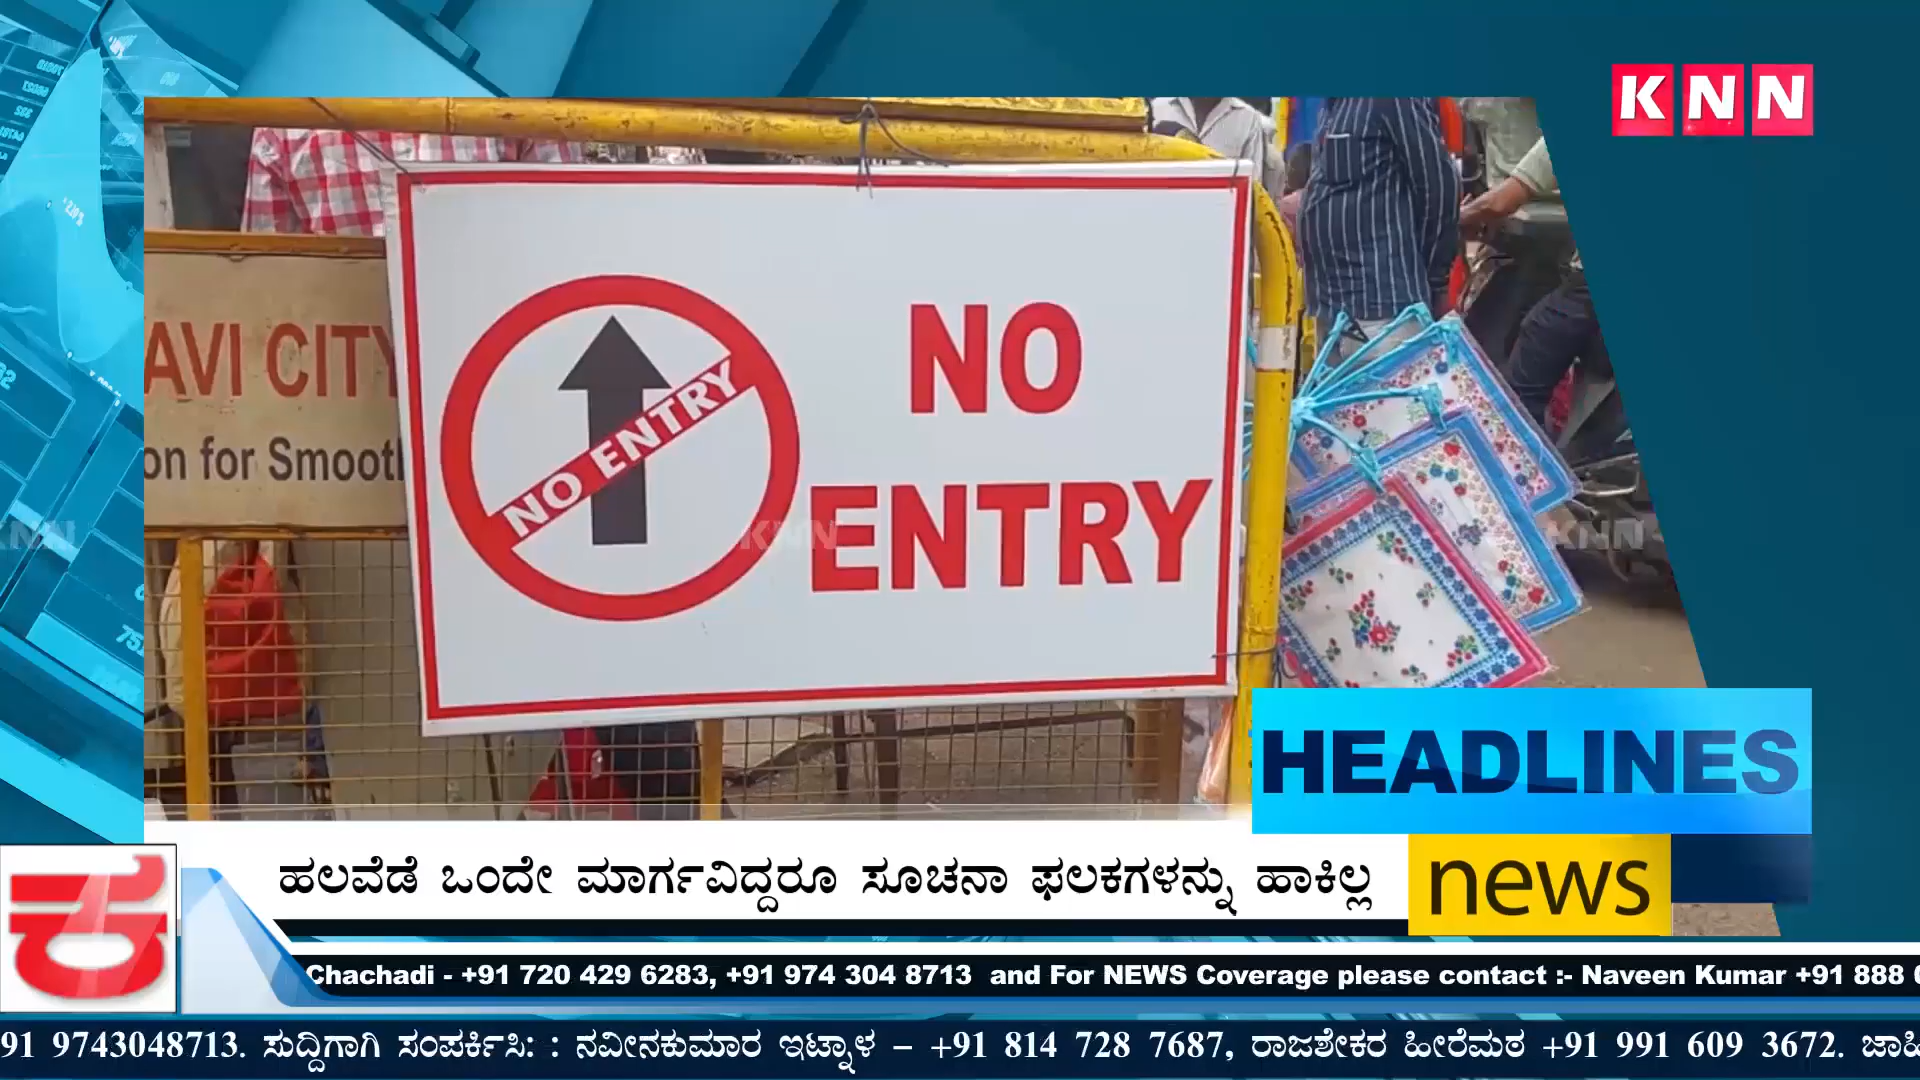 KNN
NO
ENTRY
NO ENTRY
AVI CITY
on for Smooth
HEADLINES
news
ಹಲವೆಡೆ ಒಂದೇ ಮಾರ್ಗವಿದ್ದರೂ ಸೂಚನಾ ಫಲಕಗಳನ್ನು ಹಾಕಿಲ್ಲ
ಕ
Chachadi - +91 720 429 6283, +91 974 304 8713 and For NEWS Coverage please contact :- Naveen Kumar +91 888
91 9743048713. ಸುದ್ದಿಗಾಗಿ ಸಂಪರ್ಕಿಸಿ: : ನವೀನಕುಮಾರ ಇಟ್ನಾಳ – +91 814 728 7687, ರಾಜಶೇಕರ ಹೀರೆಮಠ +91 991 609 3672. ಜಾಹಿ